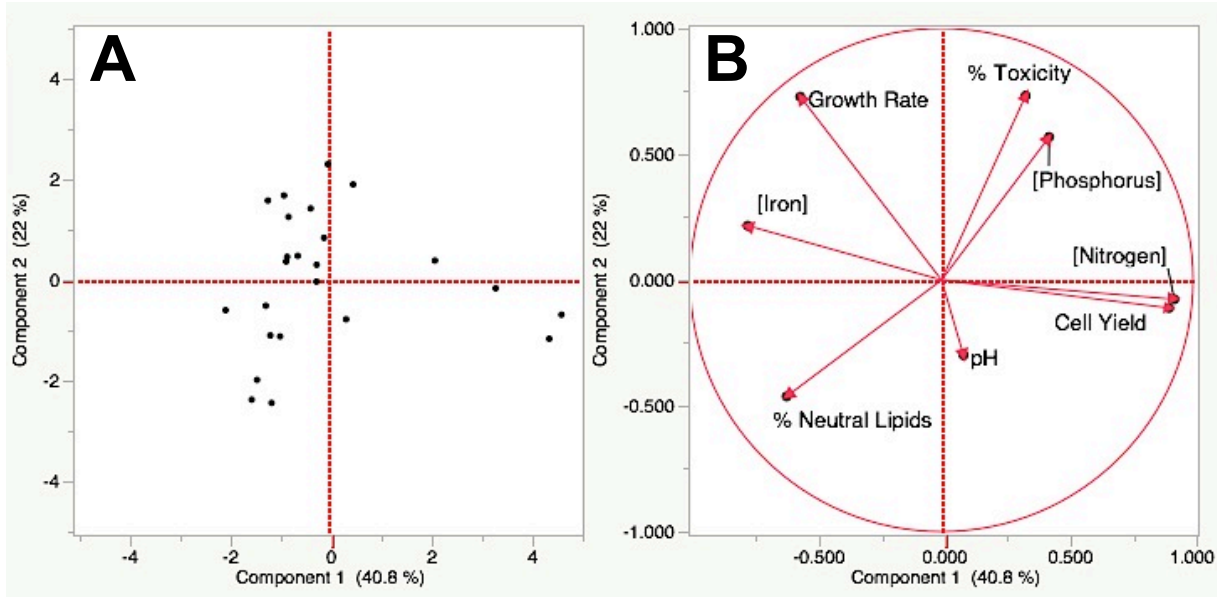 A
4
2
0
-2
-4
Component 2 (22 %)
-4
-2
0
2
4
Component 1 (40.8 %)
B
1.000
0.500
0.000
-0.500
-1.000
Component 2 (22 %)
% Toxicity
Growth Rate
[Phosphorus]
[Iron]
[Nitrogen]
Cell Yield
pH
% Neutral Lipids
-0.500
0.000
0.500
1.000
Component 1 (40.8 %)